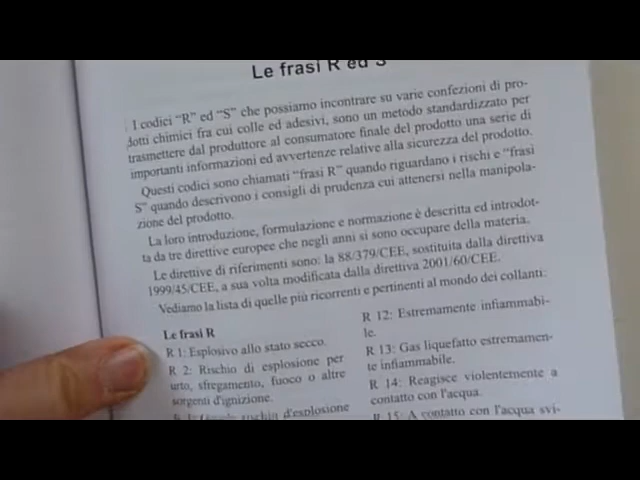 Le frasi R ed S
I codici “R” ed “S” che possiamo incontrare su varie confezioni di pro-
dotti chimici fra cui colle ed adesivi, sono un metodo standardizzato per
trasmettere dal produttore al consumatore finale del prodotto una serie di
importanti informazioni ed avvertenze relative alla sicurezza del prodotto.
Questi codici sono chiamati “frasi R” quando riguardano i rischi e “frasi
S” quando descrivono i consigli di prudenza cui attenersi nella manipola-
zione del prodotto.
La loro introduzione, formulazione e normazione è descritta ed introdot-
ta da tre direttive europee che negli anni si sono occupare della materia.
Le direttive di riferimenti sono: la 88/379/CEE, sostituita dalla direttiva
1999/45/CEE, a sua volta modificata dalla direttiva 2001/60/CEE.
Vediamo la lista di quelle più ricorrenti e pertinenti al mondo dei collanti:
Le frasi R
R 1: Esplosivo allo stato secco.
R 2: Rischio di esplosione per
urto, sfregamento, fuoco o altre
sorgenti d'ignizione.
rischio d'esplosione
R 12: Estremamente infiammabi-
le.
R 13: Gas liquefatto estremamen-
te infiammabile.
R 14: Reagisce violentemente a
contatto con l'acqua.
R 15: A contatto con l'acqua svi-